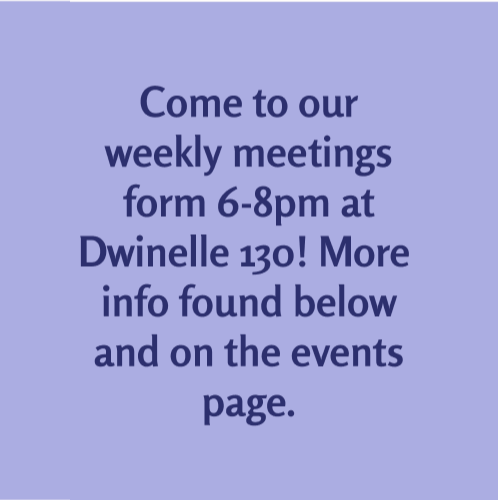 Come to our
weekly meetings
form 6-8pm at
Dwinelle 130! More
info found below
and on the events
page.